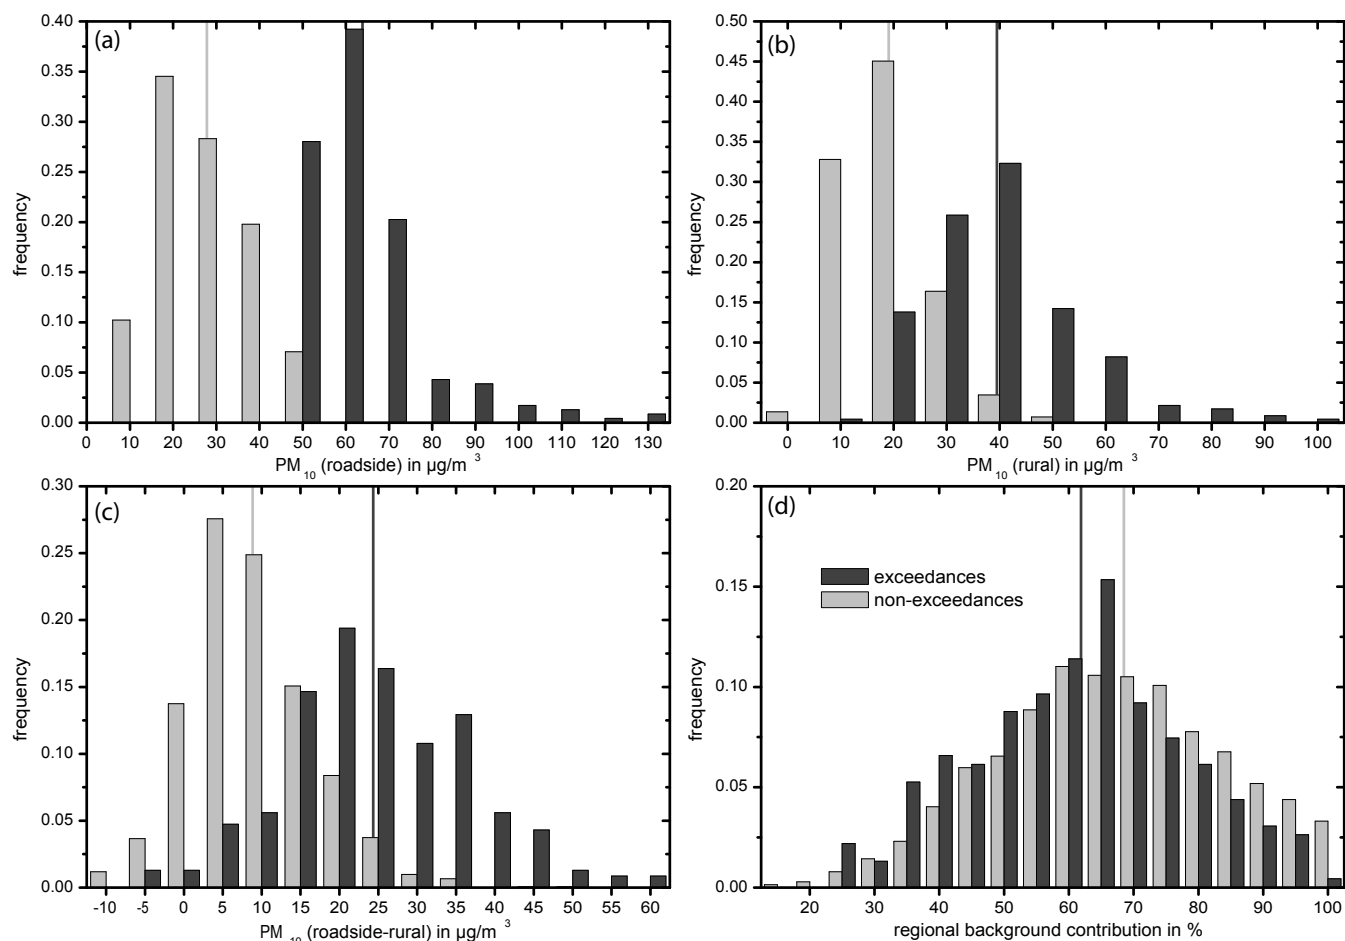 (a)
0.40
0.35
0.30
0.25
0.20
0.15
0.10
0.05
0.00
frequency
0 10 20 30 40 50 60 70 80 90 100 110 120 130
PM10 (roadside) in µg/m 3
(b)
0.50
0.45
0.40
0.35
0.30
0.25
0.20
0.15
0.10
0.05
0.00
frequency
0 10 20 30 40 50 60 70 80 90 100
PM10 (rural) in µg/m 3
(c)
0.30
0.25
0.20
0.15
0.10
0.05
0.00
frequency
-10 -5 0 5 10 15 20 25 30 35 40 45 50 55 60
PM10 (roadside-rural) in µg/m 3
(d)
0.20
0.15
0.10
0.05
0.00
frequency
exceedances
non-exceedances
20 30 40 50 60 70 80 90 100
regional background contribution in %